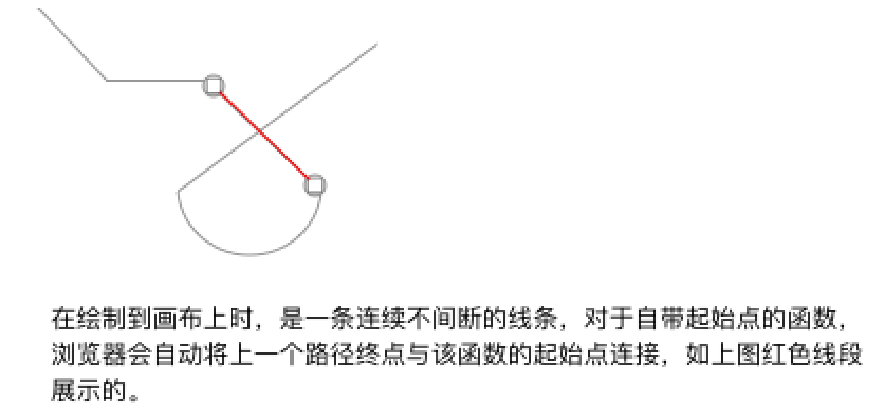 在绘制到画布上时，是一条连续不间断的线条，对于自带起始点的函数，
浏览器会自动将上一个路径终点与该函数的起始点连接，如上图红色线段
展示的。